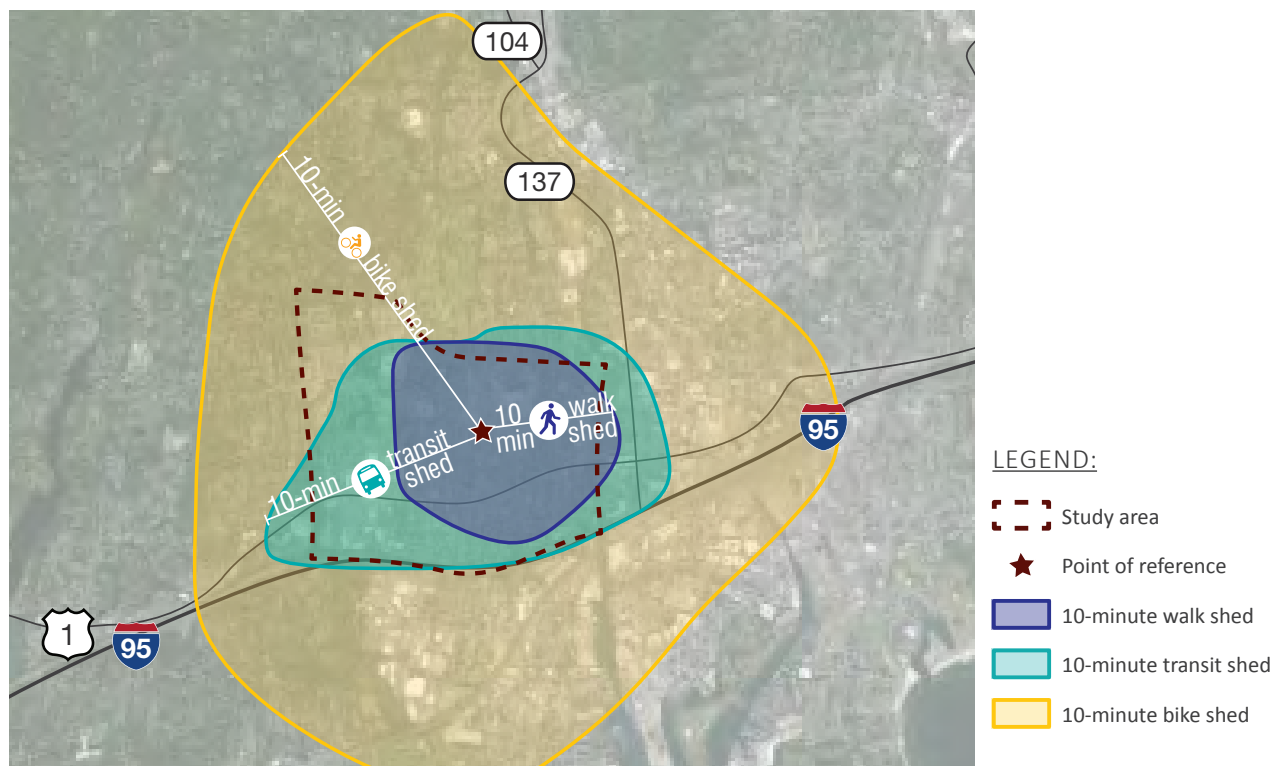 104
137
10-min
bike shed
10
min
walk
shed
transit
shed
10-min
95
1
95
LEGEND:
Study area
Point of reference
10-minute walk shed
10-minute transit shed
10-minute bike shed